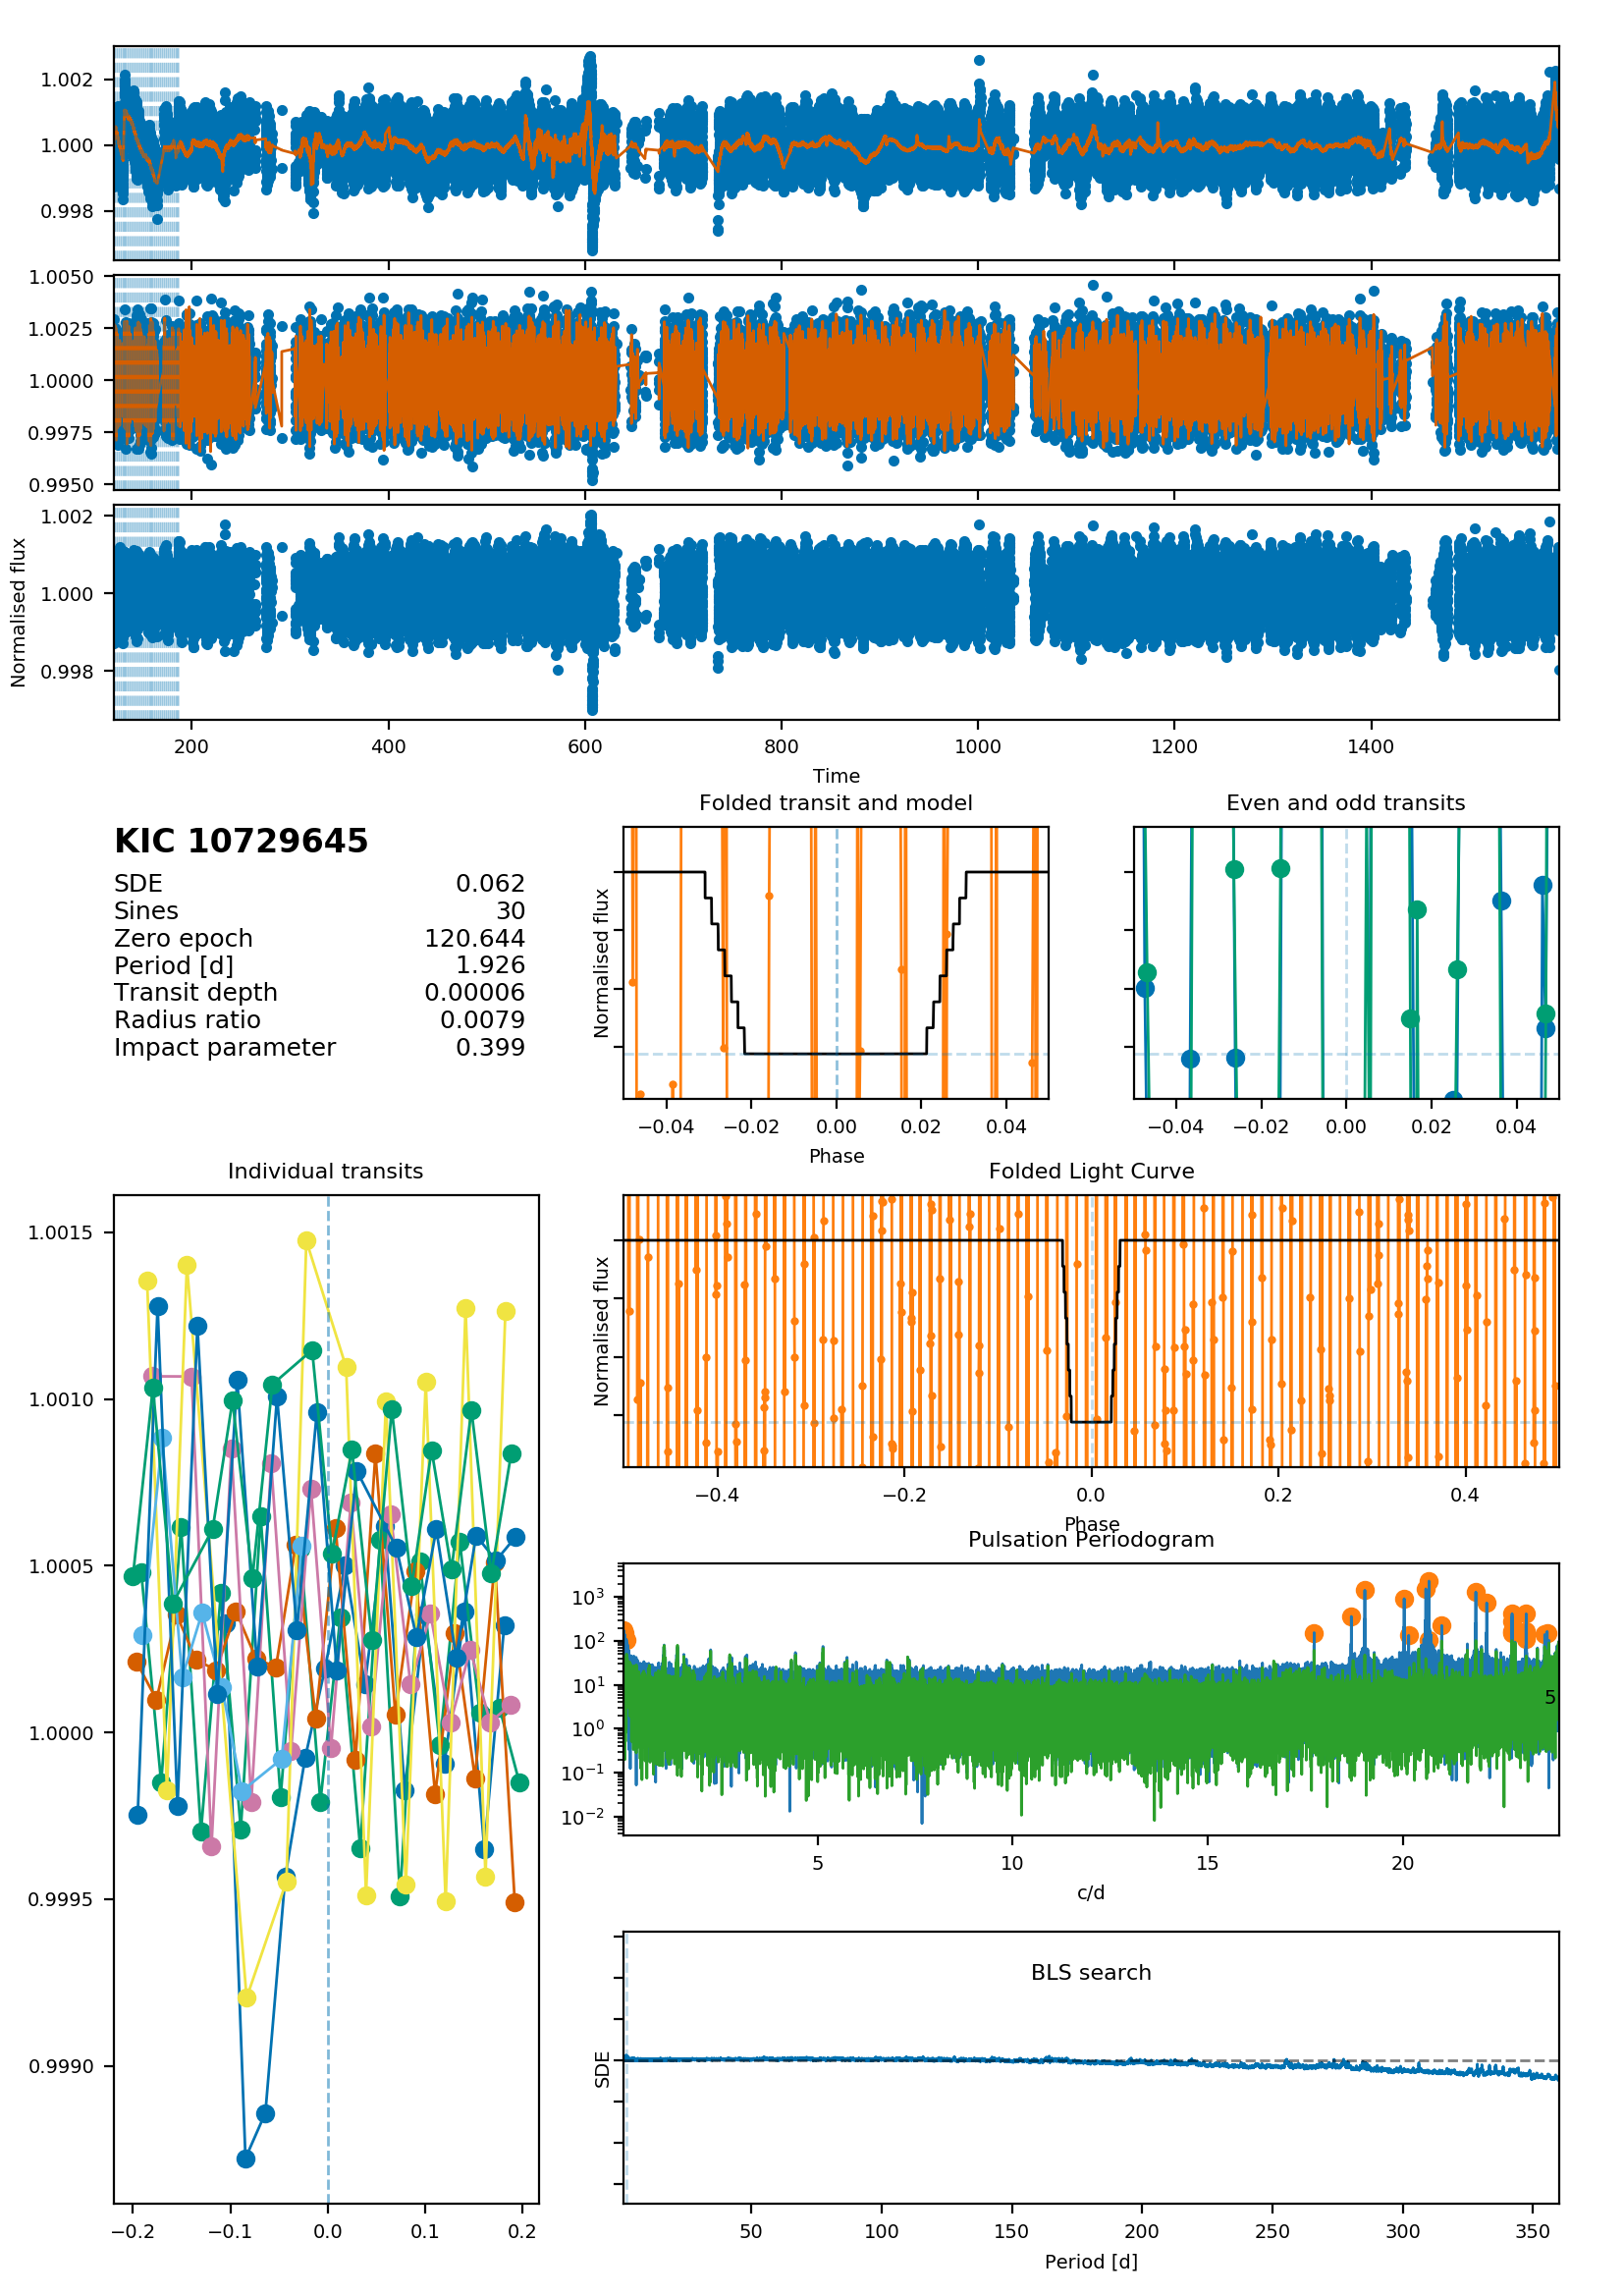 1.002
1.000
0.998
1.0050
1.0025
1.0000
0.9975
0.9950
1.002
1.000
0.998
Normalised flux
200 400 600 800 1000 1200 1400
Time
KIC 10729645
SDE 0.062
Sines 30
Zero epoch 120.644
Period [d] 1.926
Transit depth 0.00006
Radius ratio 0.0079
Impact parameter 0.399
Folded transit and model
Normalised flux
−0.04 −0.02 0.00 0.02 0.04
Phase
Even and odd transits
−0.04 −0.02 0.00 0.02 0.04
Individual transits
1.0015
1.0010
1.0005
1.0000
0.9995
0.9990
−0.2 −0.1 0.0 0.1 0.2
Folded Light Curve
Normalised flux
−0.4 −0.2 0.0 0.2 0.4
Phase
Pulsation Periodogram
10³
10²
10¹
10⁰
10⁻¹
10⁻²
5
5 10 15 20
c/d
BLS search
SDE
50 100 150 200 250 300 350
Period [d]